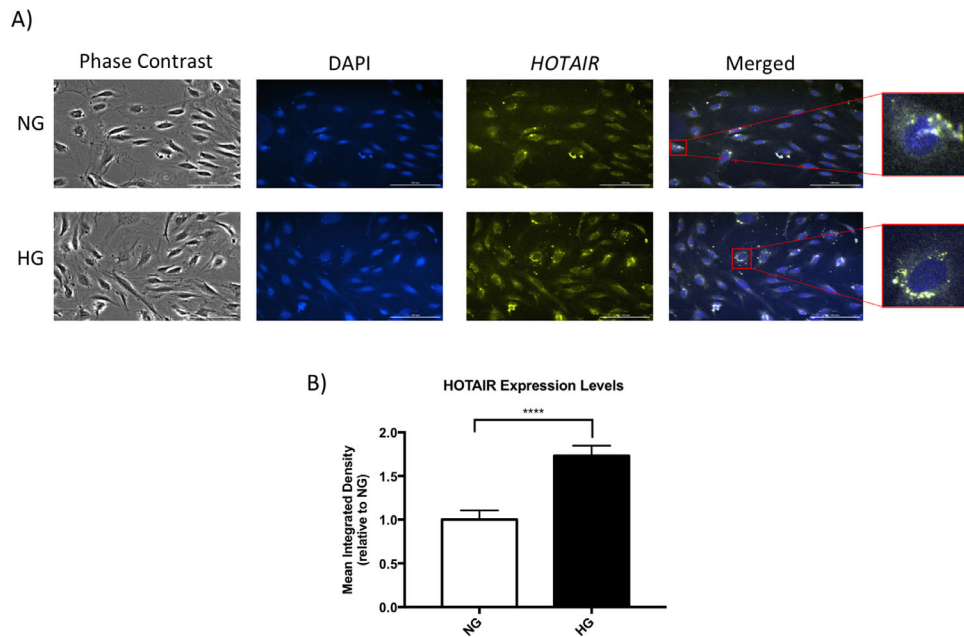 A)
Phase Contrast DAPI HOTAIR Merged
NG
HG
B)
HOTAIR Expression Levels
****
Mean Integrated Density
(relative to NG)
2.0
1.5
1.0
0.5
0.0
NG HG